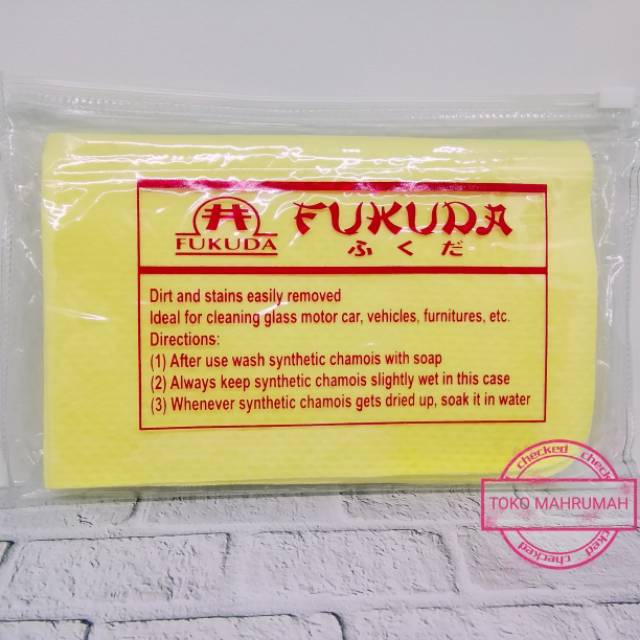 FUKUDA
FUKUDA
ふくだ
Dirt and stains easily removed
Ideal for cleaning glass motor car, vehicles, furnitures, etc.
Directions:
(1) After use wash synthetic chamois with soap
(2) Always keep synthetic chamois slightly wet in this case
(3) Whenever synthetic chamois gets dried up, soak it in water
checked
TOKO MAHRUMAH
checked